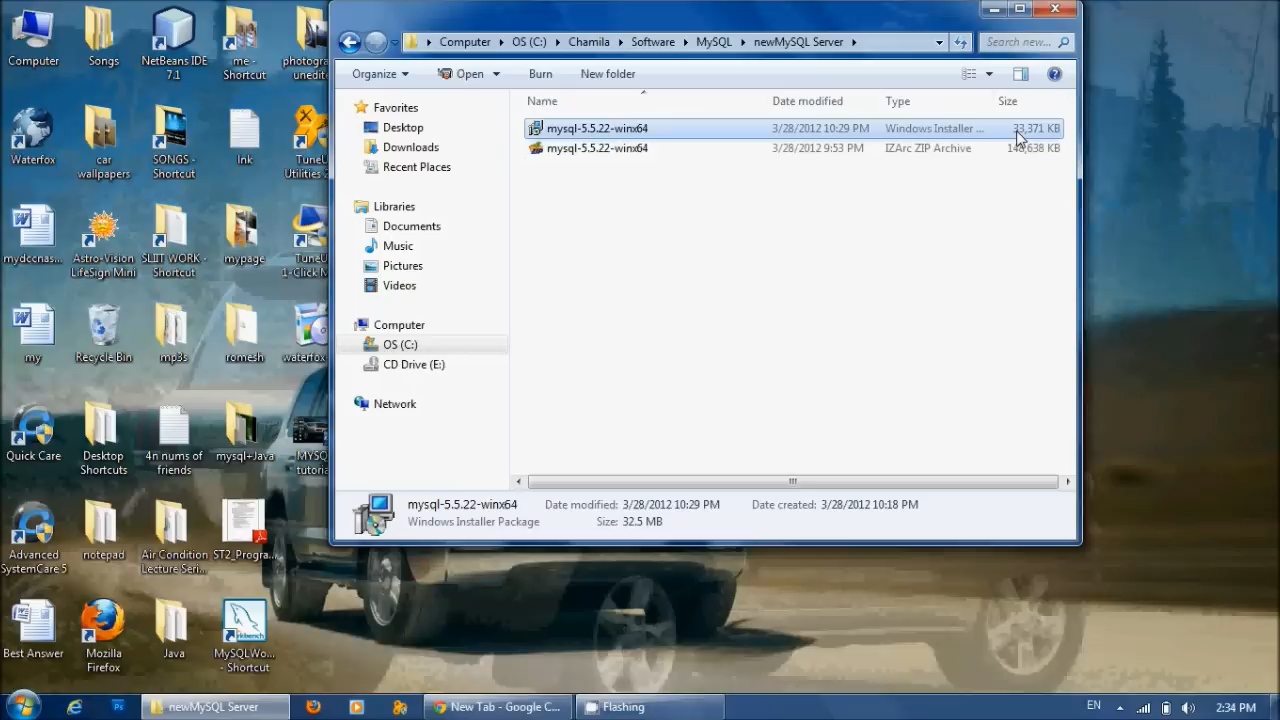 Computer
Songs
NetBeans IDE
7.1
me -
Shortcut
photogra
unedite
Computer
OS (C:)
Chamila
Software
MySQL
newMySQL Server
Search new...
Organize
Open
Burn
New folder
Name
Date modified
Type
Size
mysql-5.5.22-winx64
3/28/2012 10:29 PM
Windows Installer ...
33,371 KB
mysql-5.5.22-winx64
3/28/2012 9:53 PM
IZArc ZIP Archive
Favorites
Desktop
Downloads
Recent Places
Libraries
Documents
Music
Pictures
Videos
Computer
OS (C:)
CD Drive (E:)
Network
mysql-5.5.22-winx64
Date modified: 3/28/2012 10:29 PM
Date created: 3/28/2012 10:18 PM
Windows Installer Package
Size: 32.5 MB
Waterfox
car
wallpapers
SONGS -
Shortcut
TuneU
Utilities 2
mydccnas...
Astro-Vision
LifeSign Mini
SLIIT WORK -
Shortcut
mypage
TuneU
1-Click M
my
Recycle Bin
mp3s
romesh
waterfox
Quick Care
Desktop
Shortcuts
4n nums of
friends
mysql+Java
MYSQ
tutoria
Advanced
SystemCare 5
notepad
Air Condition
Lecture Seri...
ST2_Progra...
Best Answer
Mozilla
Firefox
Java
MySQLWo...
- Shortcut
Workbench
newMySQL Server
New Tab - Google C...
Flashing
EN
2:34 PM